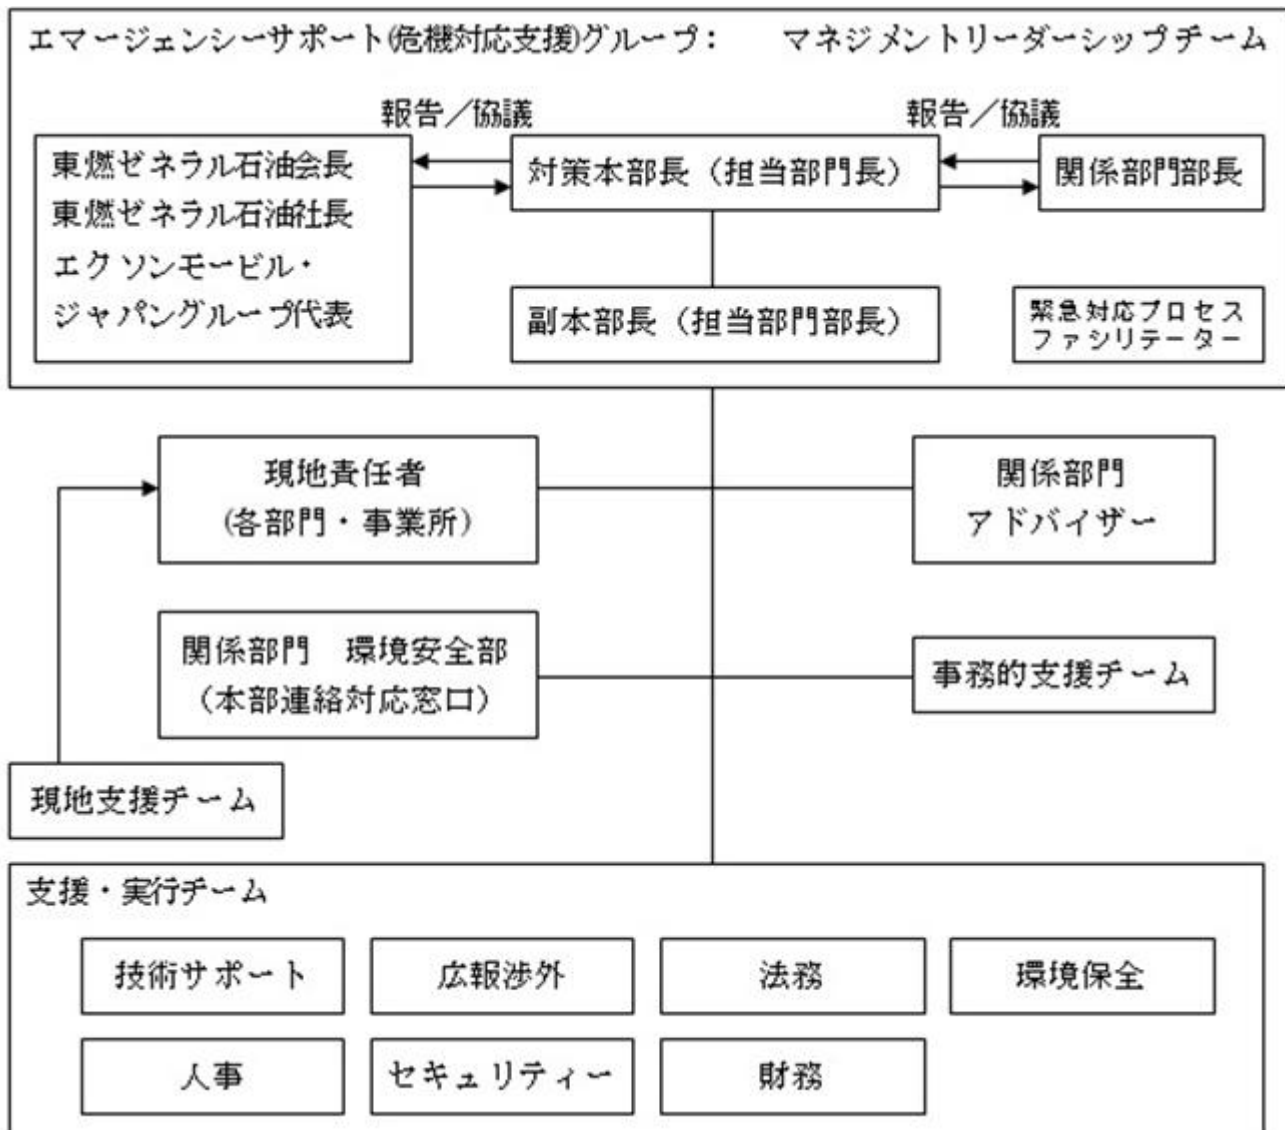 エマージェンシーサポート(危機対応支援)グループ： マネジメントリーダーシップチーム
報告／協議
報告／協議
東燃ゼネラル石油会長
東燃ゼネラル石油社長
エクソンモービル・
ジャパングループ代表
対策本部長（担当部門長）
関係部門部長
副本部長（担当部門部長）
緊急対応プロセス
ファシリテーター
現地責任者
(各部門・事業所)
関係部門
アドバイザー
関係部門　環境安全部
（本部連絡対応窓口）
事務的支援チーム
現地支援チーム
支援・実行チーム
技術サポート
広報渉外
法務
環境保全
人事
セキュリティー
財務